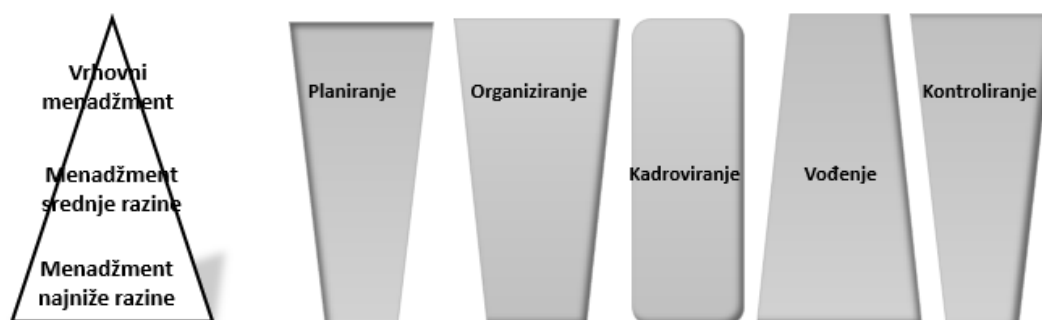 Vrhovni
menadžment
Menadžment
srednje razine
Menadžment
najniže razine
Planiranje
Organiziranje
Kadroviranje
Vođenje
Kontroliranje